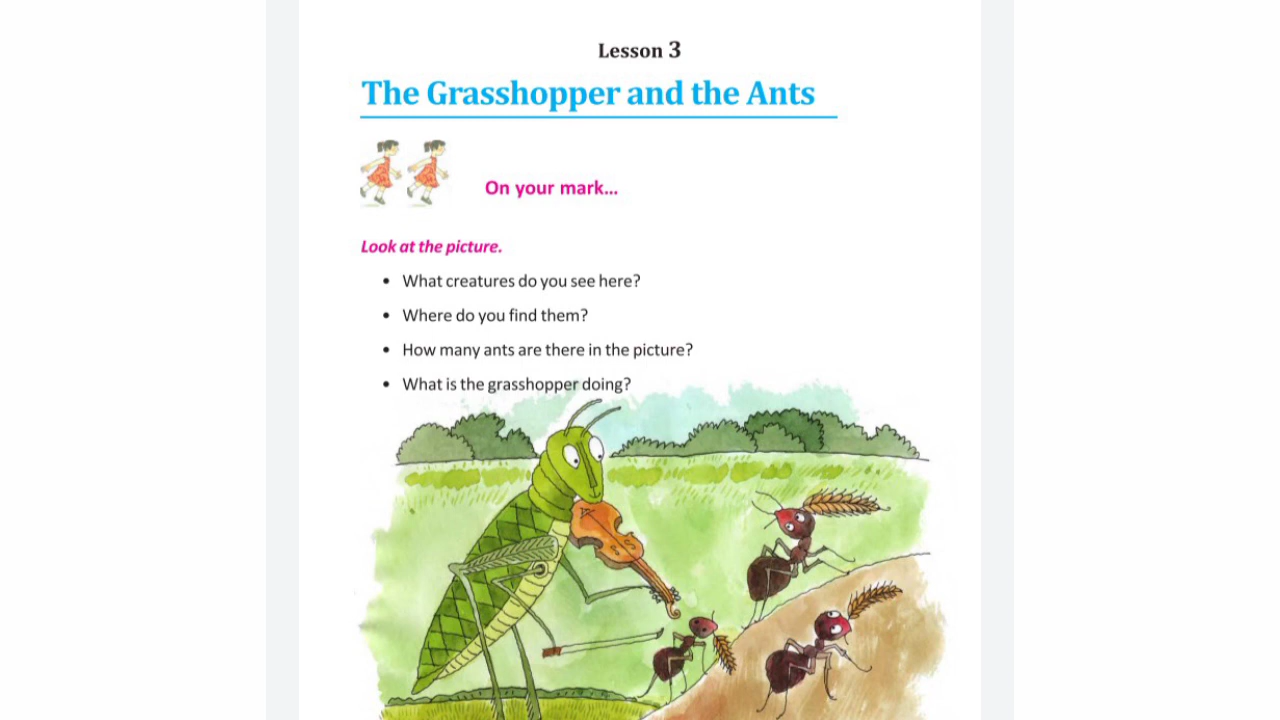 Lesson 3
The Grasshopper and the Ants
On your mark...
Look at the picture.
• What creatures do you see here?
• Where do you find them?
• How many ants are there in the picture?
• What is the grasshopper doing?